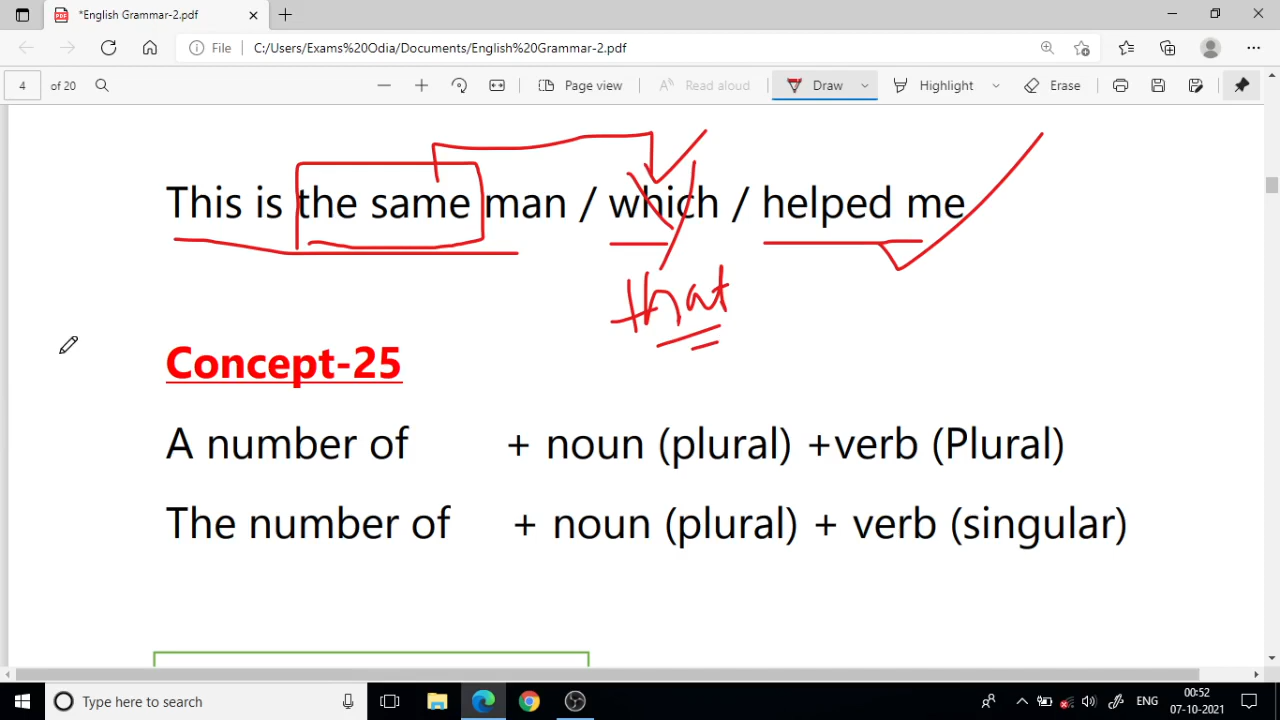 *English Grammar-2.pdf
File C:/Users/Exams%20Odia/Documents/English%20Grammar-2.pdf
4 of 20 Page view Read aloud Draw Highlight Erase
This is the same man / which / helped me
that
Concept-25
A number of + noun (plural) +verb (Plural)
The number of + noun (plural) + verb (singular)
Type here to search ENG 00:52
07-10-2021